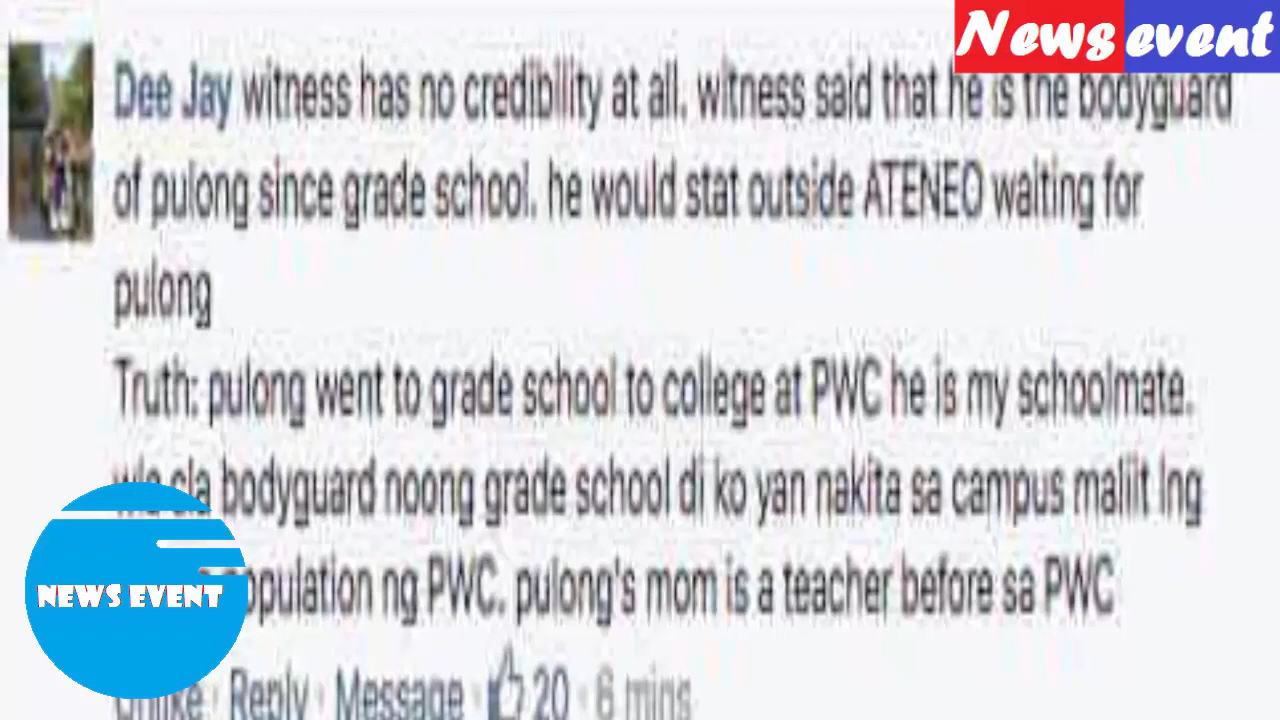 News event
Dee Jay witness has no credibility at all. witness said that he is the bodyguard
of pulong since grade school. he would stat outside ATENEO waiting for
pulong
Truth: pulong went to grade school to college at PWC he is my schoolmate.
bodyguard noong grade school di ko yan nakita sa campus maliit lng
population ng PWC. pulong's mom is a teacher before sa PWC
NEWS EVENT
Unlike · Reply · Message · 20 · 6 mins